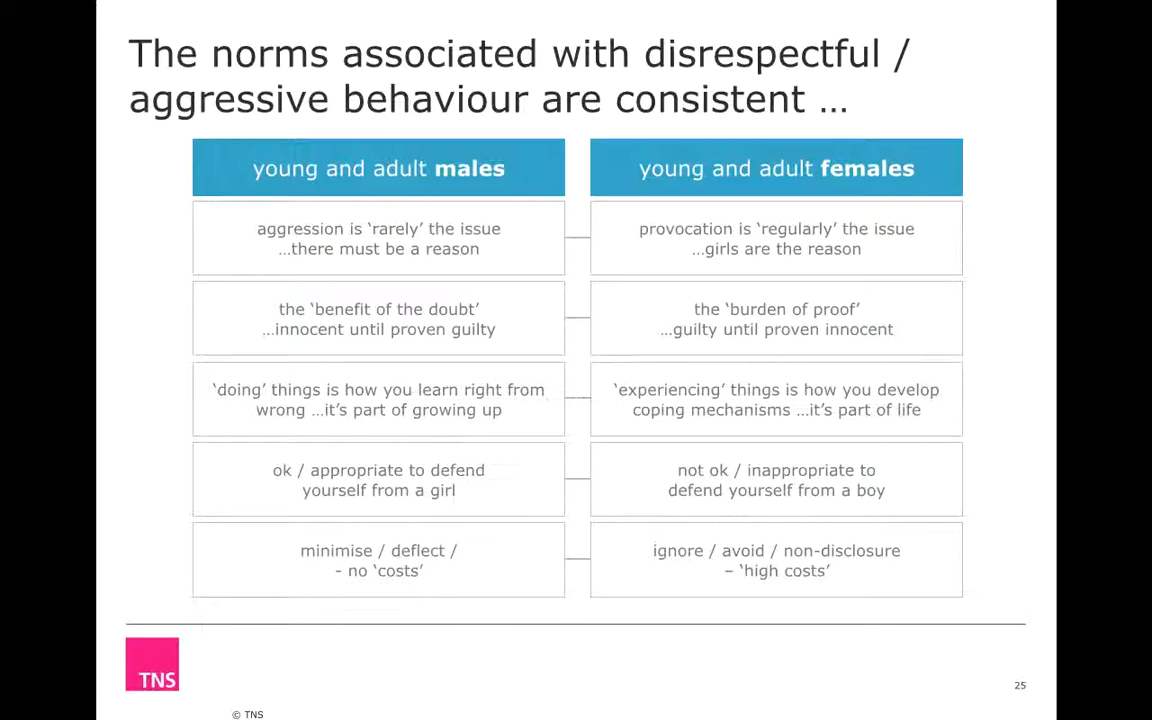 The norms associated with disrespectful /
aggressive behaviour are consistent ...
young and adult males
aggression is ‘rarely’ the issue
...there must be a reason
the ‘benefit of the doubt’
...innocent until proven guilty
‘doing’ things is how you learn right from
wrong ...it’s part of growing up
ok / appropriate to defend
yourself from a girl
minimise / deflect /
- no ‘costs’
young and adult females
provocation is ‘regularly’ the issue
...girls are the reason
the ‘burden of proof’
...guilty until proven innocent
‘experiencing’ things is how you develop
coping mechanisms ...it’s part of life
not ok / inappropriate to
defend yourself from a boy
ignore / avoid / non-disclosure
– ‘high costs’
TNS
25
© TNS